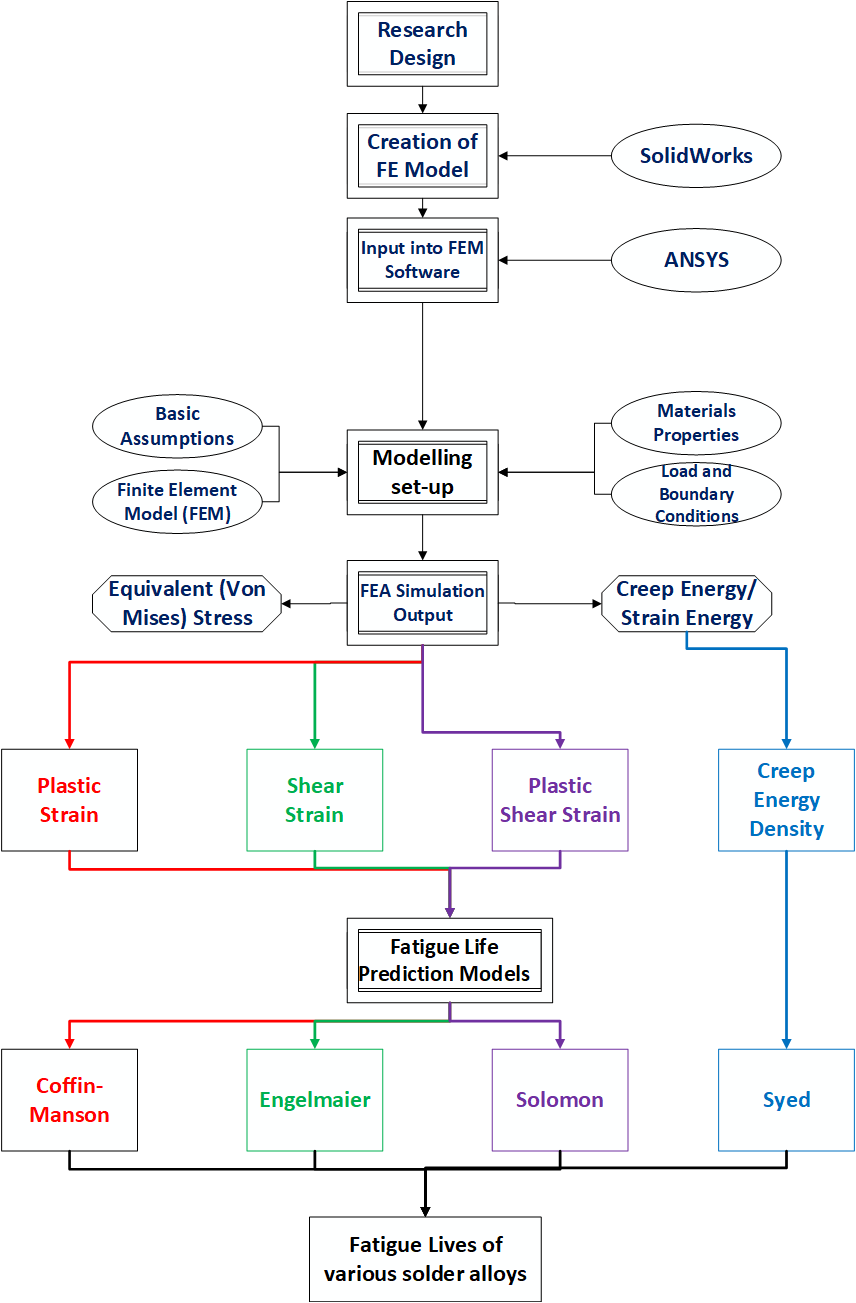 Research
Design
Creation of
FE Model
SolidWorks
Input into FEM
Software
ANSYS
Basic
Assumptions
Finite Element
Model (FEM)
Modelling
set-up
Materials
Properties
Load and
Boundary
Conditions
Equivalent (Von
Mises) Stress
FEA Simulation
Output
Creep Energy/
Strain Energy
Plastic
Strain
Shear
Strain
Plastic
Shear Strain
Creep
Energy
Density
Fatigue Life
Prediction Models
Coffin-
Manson
Engelmaier
Solomon
Syed
Fatigue Lives of
various solder alloys